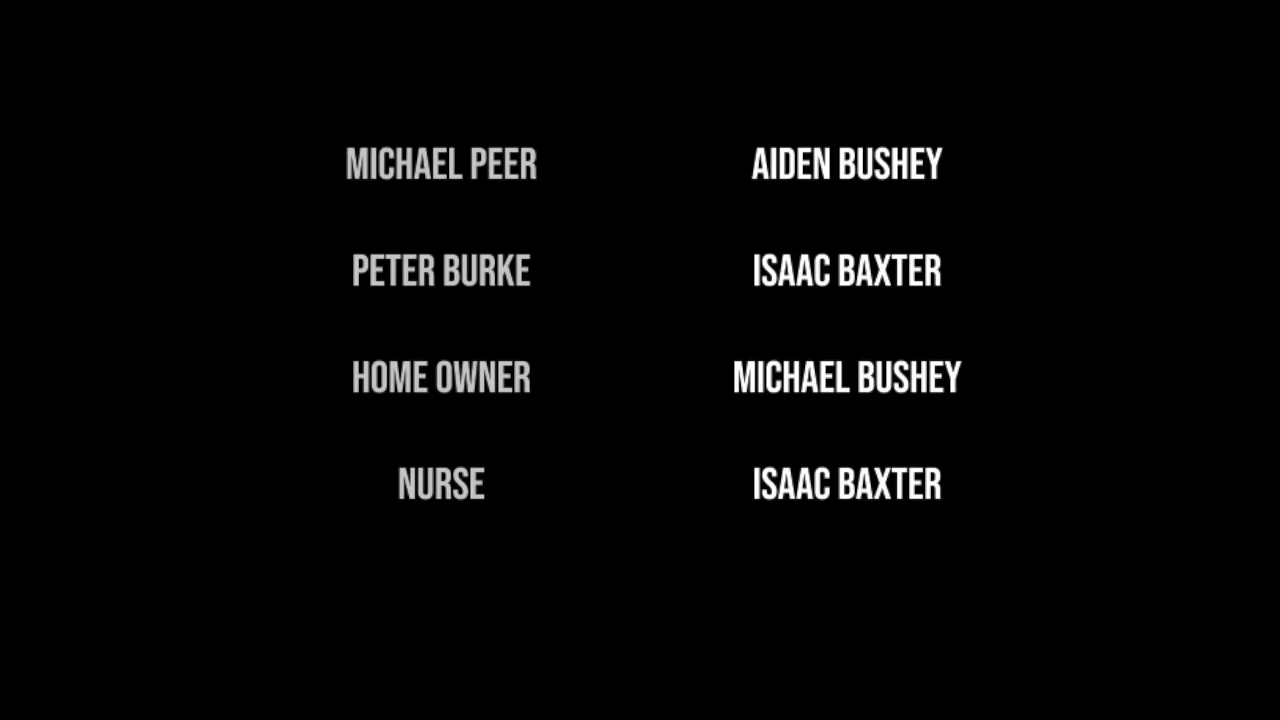 MICHAEL PEER AIDEN BUSHEY
PETER BURKE ISAAC BAXTER
HOME OWNER MICHAEL BUSHEY
NURSE ISAAC BAXTER